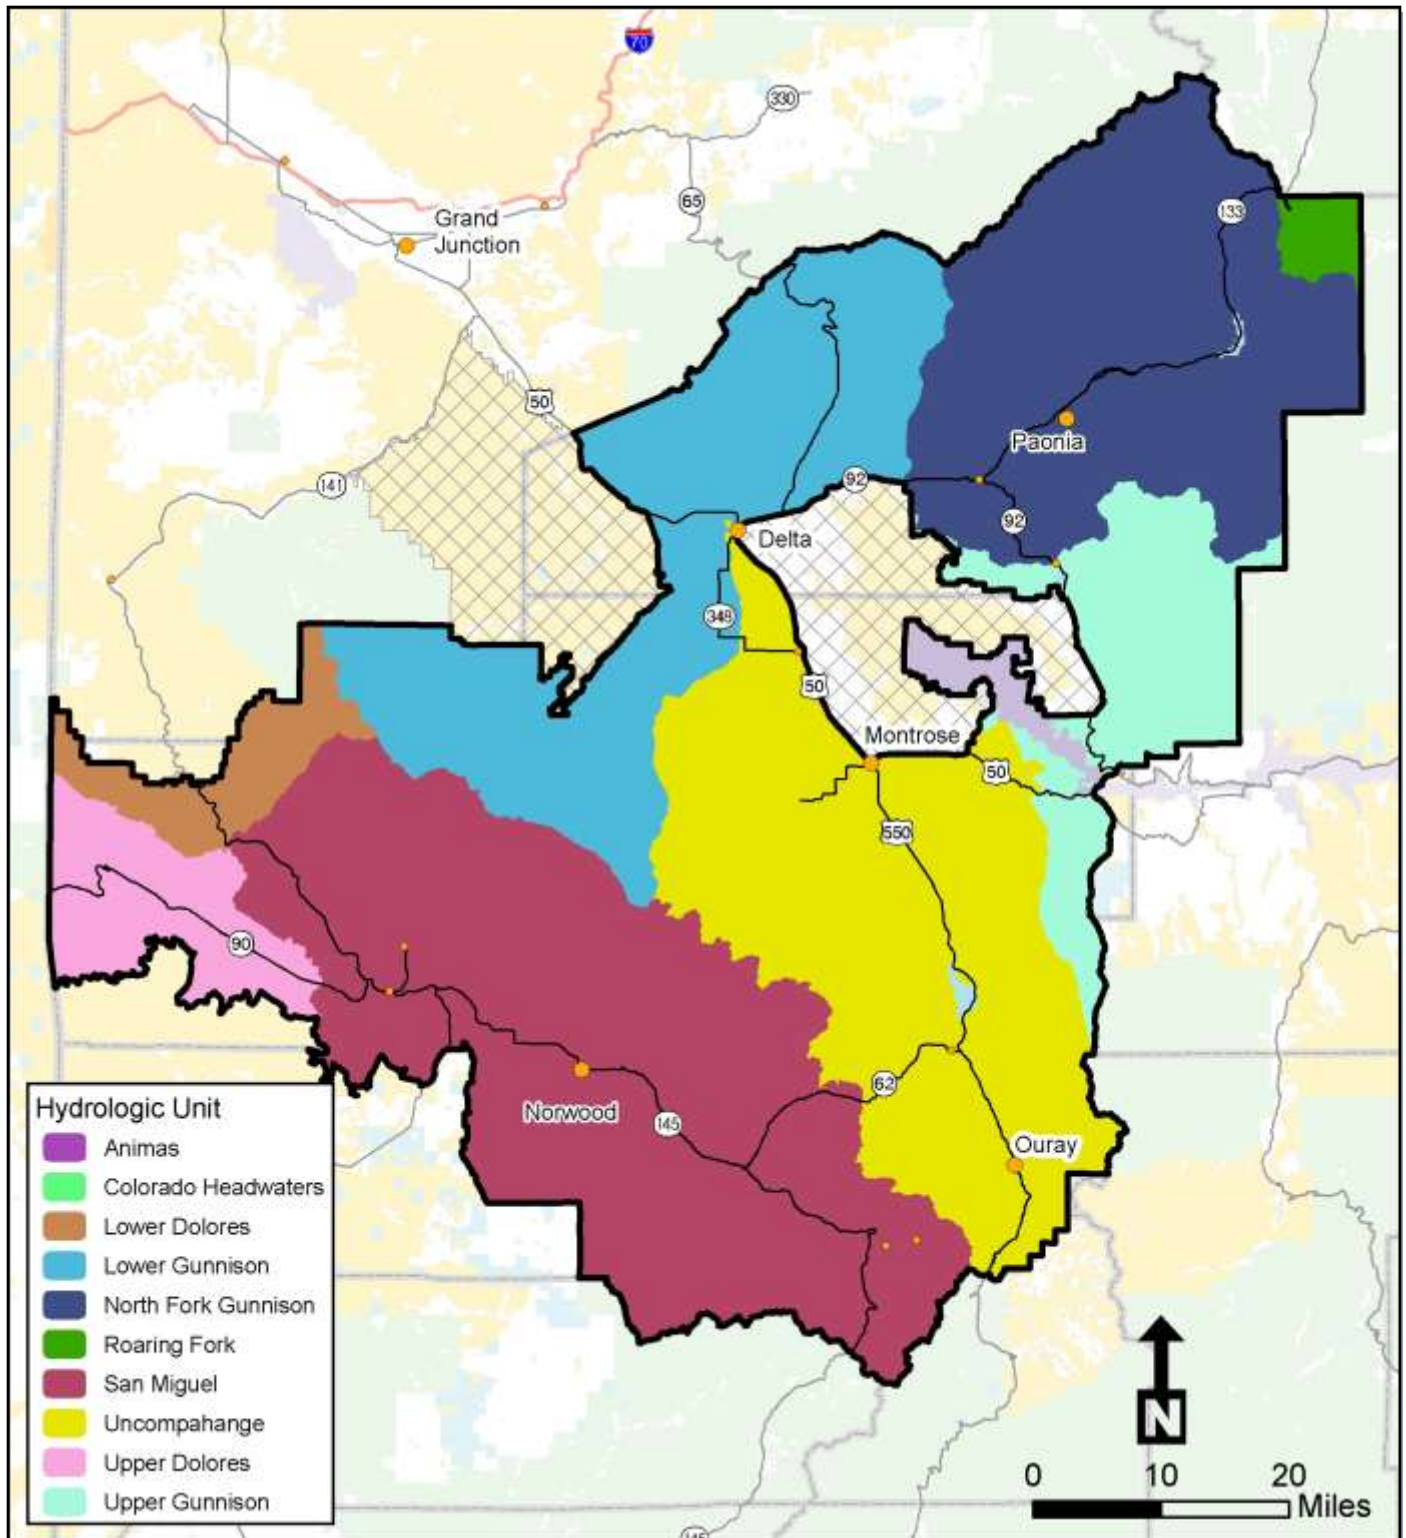 70
330
65
133
Grand
Junction
50
141
Paonia
92
92
Delta
348
50
Montrose
50
550
90
62
Norwood
145
Ouray
Hydrologic Unit
Animas
Colorado Headwaters
Lower Dolores
Lower Gunnison
North Fork Gunnison
Roaring Fork
San Miguel
Uncompahange
Upper Dolores
Upper Gunnison
N
0 10 20
Miles
145